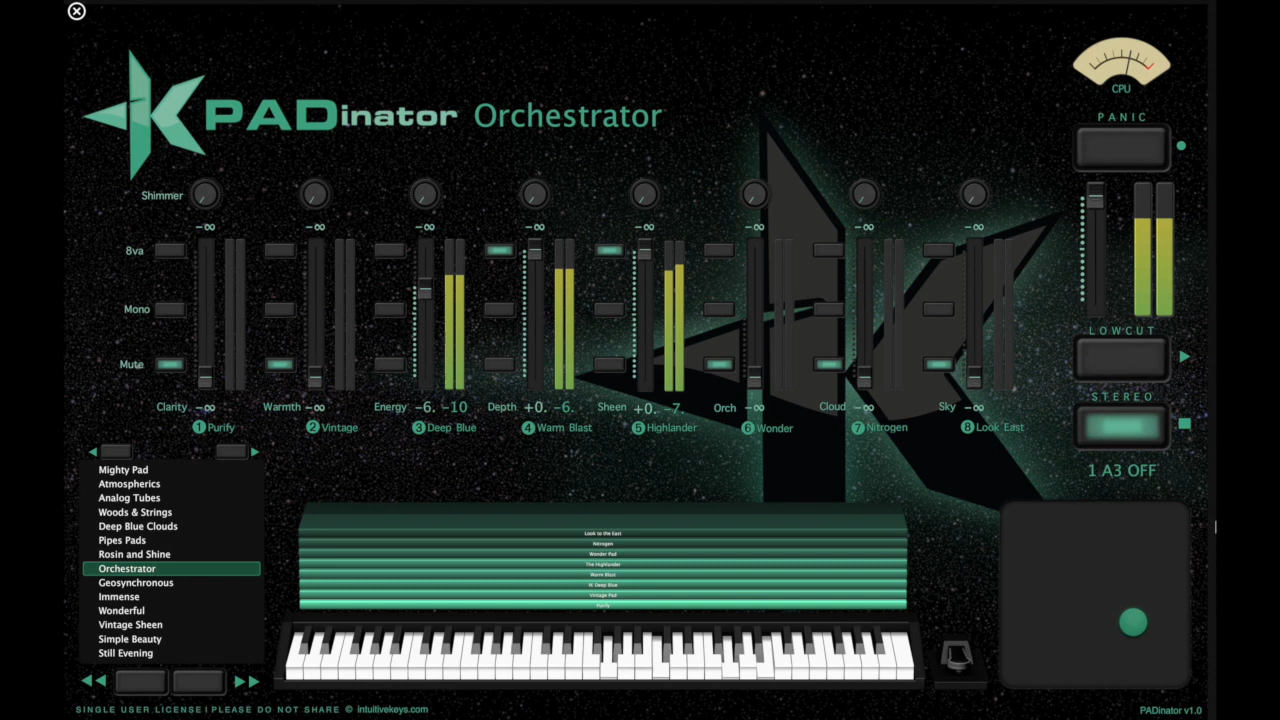 CPU
PADinator Orchestrator
PANIC
Shimmer
-∞ -∞ -∞ -∞ -∞ -∞ -∞ -∞
8va
Mono
LOWCUT
Mute
STEREO
Clarity -∞ Warmth -∞ Energy -6. -10 Depth +0. -6. Sheen +0. -7. Orch -∞ Cloud -∞ Sky -∞
1 Purify 2 Vintage 3 Deep Blue 4 Warm Blast 5 Highlander 6 Wonder 7 Nitrogen 8 Look East
1 A3 OFF
Mighty Pad
Atmospherics
Analog Tubes
Woods & Strings
Deep Blue Clouds
Pipes Pads
Rosin and Shine
Orchestrator
Geosynchronous
Immense
Wonderful
Vintage Sheen
Simple Beauty
Still Evening
Look to the East
Nitrogen
Wonder Pad
The Highlander
Warm Blast
IK Deep Blue
Vintage Pad
Purify
SINGLE USER LICENSE | PLEASE DO NOT SHARE © intuitivekeys.com
PADinator v1.0